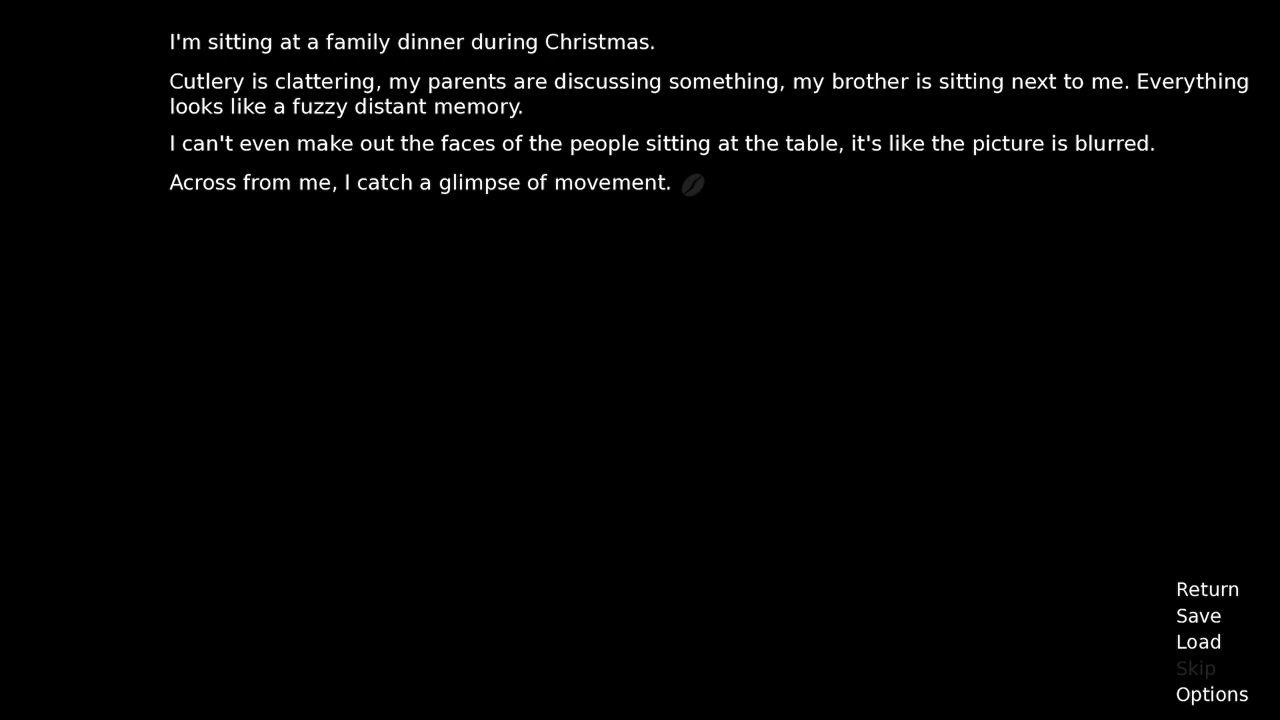 I'm sitting at a family dinner during Christmas.
Cutlery is clattering, my parents are discussing something, my brother is sitting next to me. Everything
looks like a fuzzy distant memory.
I can't even make out the faces of the people sitting at the table, it's like the picture is blurred.
Across from me, I catch a glimpse of movement.
Return
Save
Load
Skip
Options